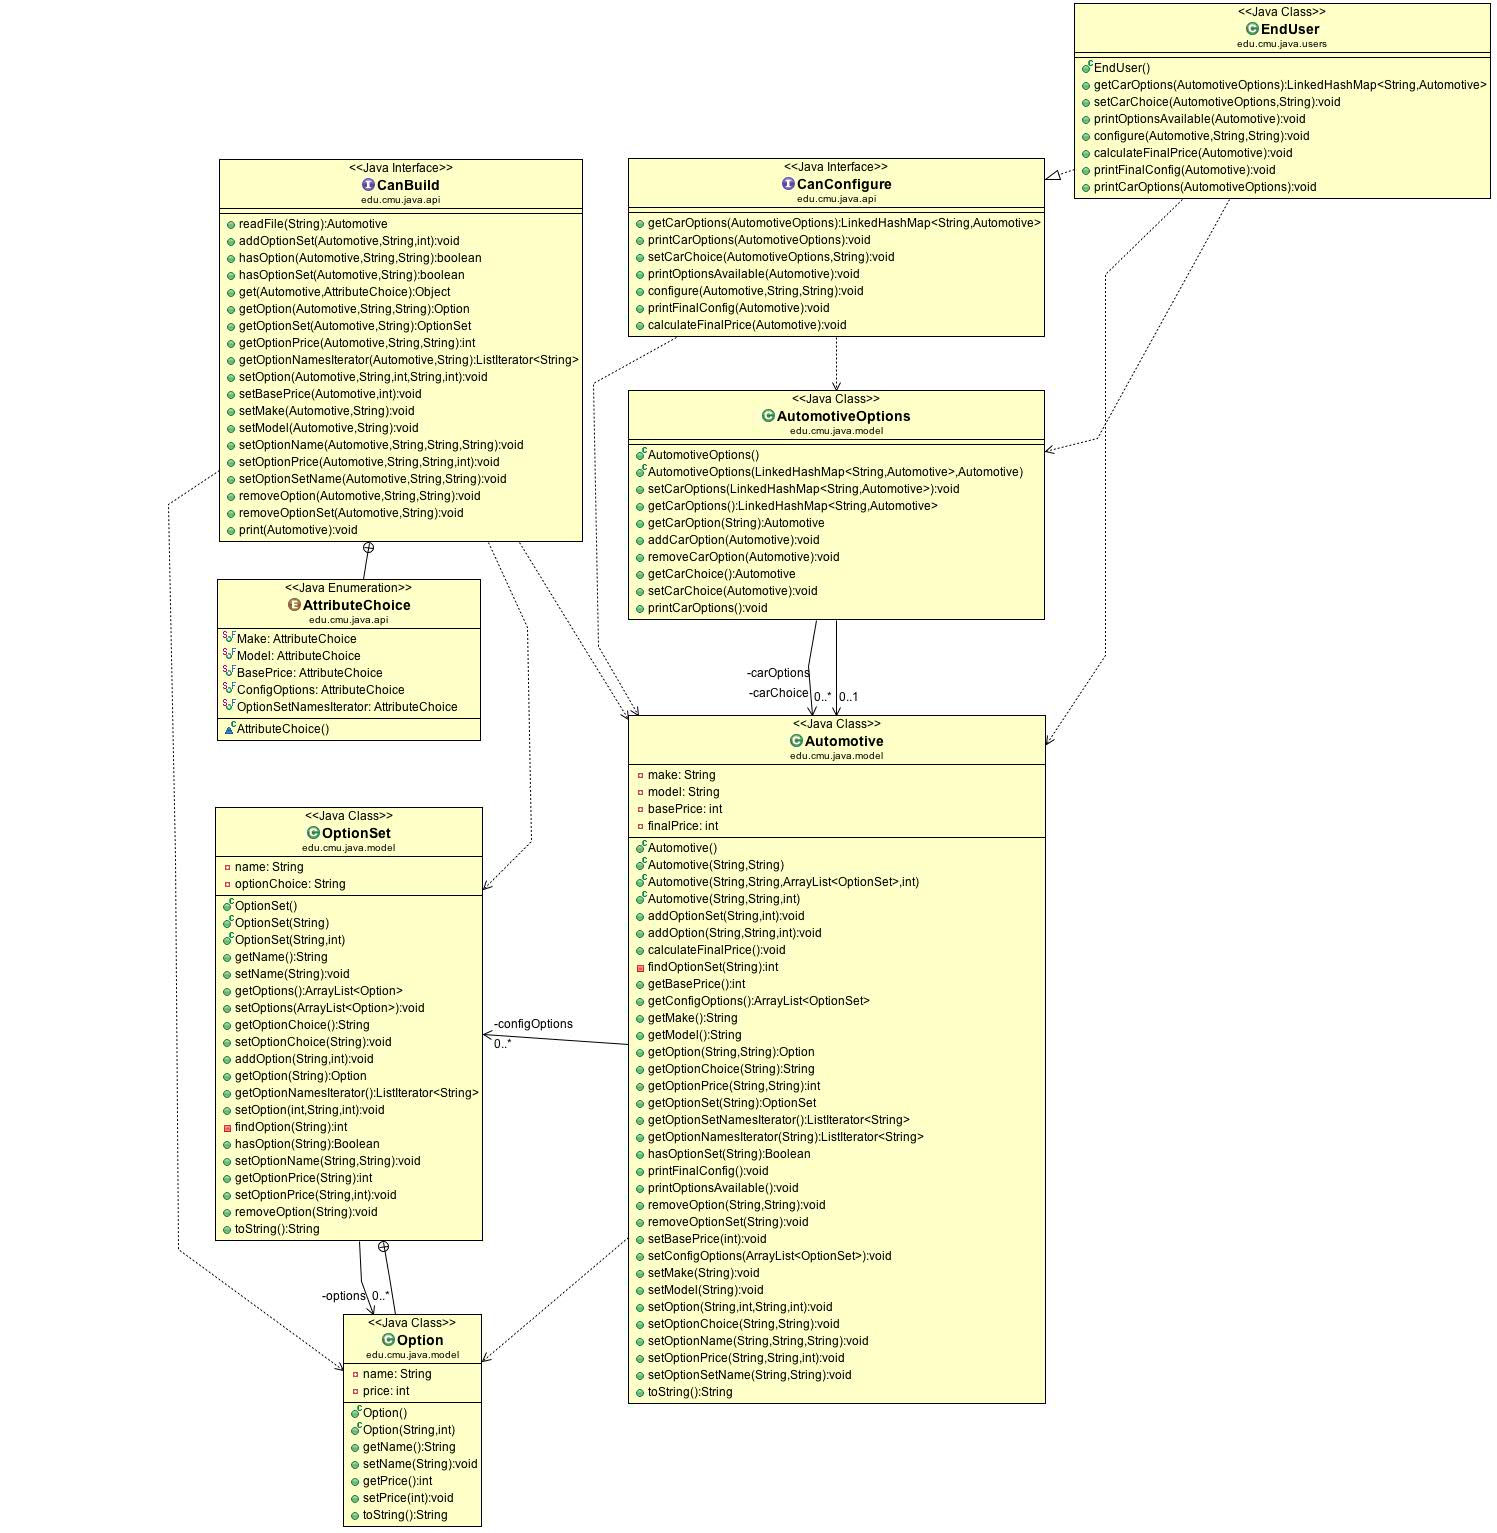 <<Java Class>>
EndUser
edu.cmu.java.users
EndUser()
getCarOptions(AutomotiveOptions):LinkedHashMap<String,Automotive>
setCarChoice(AutomotiveOptions,String):void
printOptionsAvailable(Automotive):void
configure(Automotive,String,String):void
calculateFinalPrice(Automotive):void
printFinalConfig(Automotive):void
printCarOptions(AutomotiveOptions):void
<<Java Interface>>
CanBuild
edu.cmu.java.api
readFile(String):Automotive
addOptionSet(Automotive,String,int):void
hasOption(Automotive,String,String):boolean
hasOptionSet(Automotive,String):boolean
get(Automotive,AttributeChoice):Object
getOption(Automotive,String,String):Option
getOptionSet(Automotive,String):OptionSet
getOptionPrice(Automotive,String,String):int
getOptionNamesIterator(Automotive,String):ListIterator<String>
setOption(Automotive,String,int,String,int):void
setBasePrice(Automotive,int):void
setMake(Automotive,String):void
setModel(Automotive,String):void
setOptionName(Automotive,String,String,String):void
setOptionPrice(Automotive,String,String,int):void
setOptionSetName(Automotive,String,String):void
removeOption(Automotive,String,String):void
removeOptionSet(Automotive,String):void
print(Automotive):void
<<Java Interface>>
CanConfigure
edu.cmu.java.api
getCarOptions(AutomotiveOptions):LinkedHashMap<String,Automotive>
printCarOptions(AutomotiveOptions):void
setCarChoice(AutomotiveOptions,String):void
printOptionsAvailable(Automotive):void
configure(Automotive,String,String):void
printFinalConfig(Automotive):void
calculateFinalPrice(Automotive):void
<<Java Class>>
AutomotiveOptions
edu.cmu.java.model
AutomotiveOptions()
AutomotiveOptions(LinkedHashMap<String,Automotive>,Automotive)
setCarOptions(LinkedHashMap<String,Automotive>):void
getCarOptions():LinkedHashMap<String,Automotive>
getCarOption(String):Automotive
addCarOption(Automotive):void
removeCarOption(Automotive):void
getCarChoice():Automotive
setCarChoice(Automotive):void
printCarOptions():void
<<Java Enumeration>>
AttributeChoice
edu.cmu.java.api
Make: AttributeChoice
Model: AttributeChoice
BasePrice: AttributeChoice
ConfigOptions: AttributeChoice
OptionSetNamesIterator: AttributeChoice
AttributeChoice()
-carOptions
-carChoice 0..* 0..1
<<Java Class>>
Automotive
edu.cmu.java.model
make: String
model: String
basePrice: int
finalPrice: int
Automotive()
Automotive(String,String)
Automotive(String,String,ArrayList<OptionSet>,int)
Automotive(String,String,int)
addOptionSet(String,int):void
addOption(String,String,int):void
calculateFinalPrice():void
findOptionSet(String):int
getBasePrice():int
getConfigOptions():ArrayList<OptionSet>
getMake():String
getModel():String
getOption(String,String):Option
getOptionChoice(String):String
getOptionPrice(String,String):int
getOptionSet(String):OptionSet
getOptionSetNamesIterator():ListIterator<String>
getOptionNamesIterator(String):ListIterator<String>
hasOptionSet(String):Boolean
printFinalConfig():void
printOptionsAvailable():void
removeOption(String,String):void
removeOptionSet(String):void
setBasePrice(int):void
setConfigOptions(ArrayList<OptionSet>):void
setMake(String):void
setModel(String):void
setOption(String,int,String,int):void
setOptionChoice(String,String):void
setOptionName(String,String,String):void
setOptionPrice(String,String,int):void
setOptionSetName(String,String):void
toString():String
<<Java Class>>
OptionSet
edu.cmu.java.model
name: String
optionChoice: String
OptionSet()
OptionSet(String)
OptionSet(String,int)
getName():String
setName(String):void
getOptions():ArrayList<Option>
setOptions(ArrayList<Option>):void
getOptionChoice():String
setOptionChoice(String):void
addOption(String,int):void
getOption(String):Option
getOptionNamesIterator():ListIterator<String>
setOption(int,String,int):void
findOption(String):int
hasOption(String):Boolean
setOptionName(String,String):void
getOptionPrice(String):int
setOptionPrice(String,int):void
removeOption(String):void
toString():String
-configOptions
0..*
-options 0..*
<<Java Class>>
Option
edu.cmu.java.model
name: String
price: int
Option()
Option(String,int)
getName():String
setName(String):void
getPrice():int
setPrice(int):void
toString():String